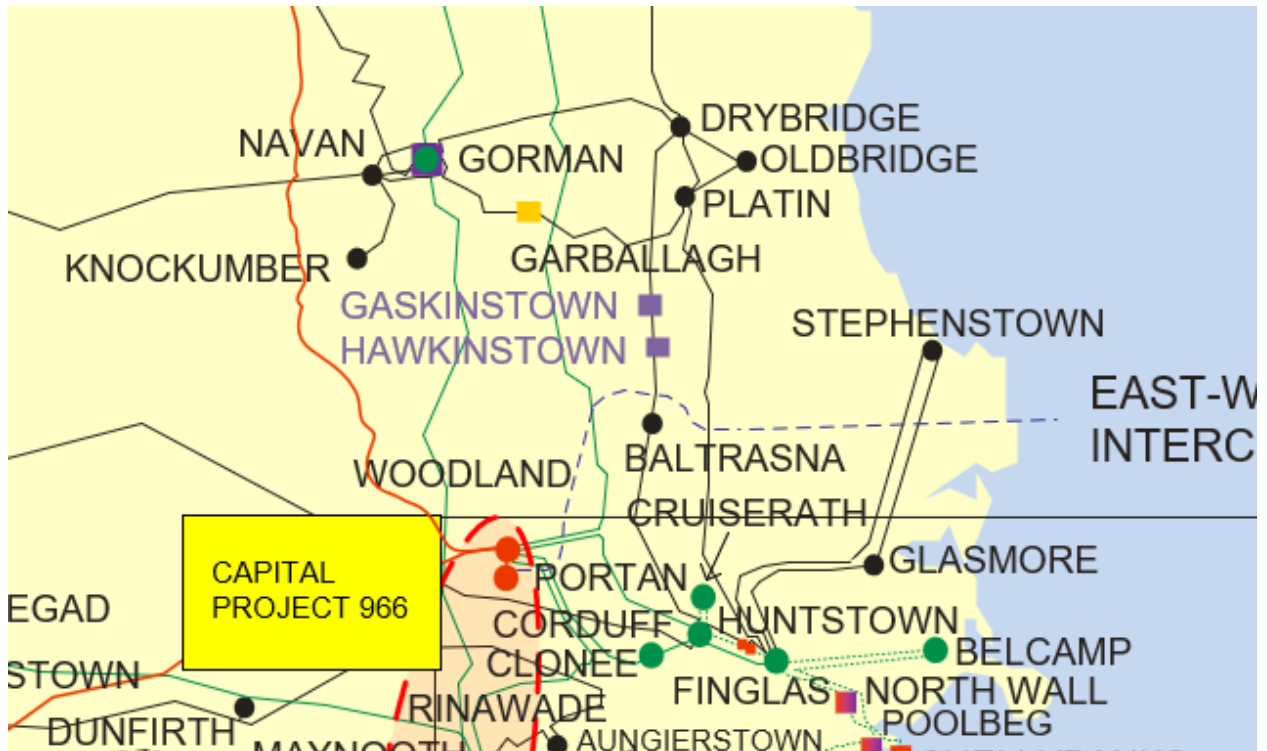 DRYBRIDGE
NAVAN
GORMAN
OLDBRIDGE
PLATIN
KNOCKUMBER
GARBALLAGH
GASKINSTOWN
HAWKINSTOWN
STEPHENSTOWN
EAST-W
INTERC
WOODLAND
BALTRASNA
CRUISERATH
CAPITAL
PROJECT 966
PORTAN
GLASMORE
EGAD
CORDUFF
HUNTSTOWN
CLONEE
BELCAMP
STOWN
FINGLAS
NORTH WALL
RINAWADE
POOLBEG
DUNFIRTH
AUNGIERSTOWN
MAYNOOTH